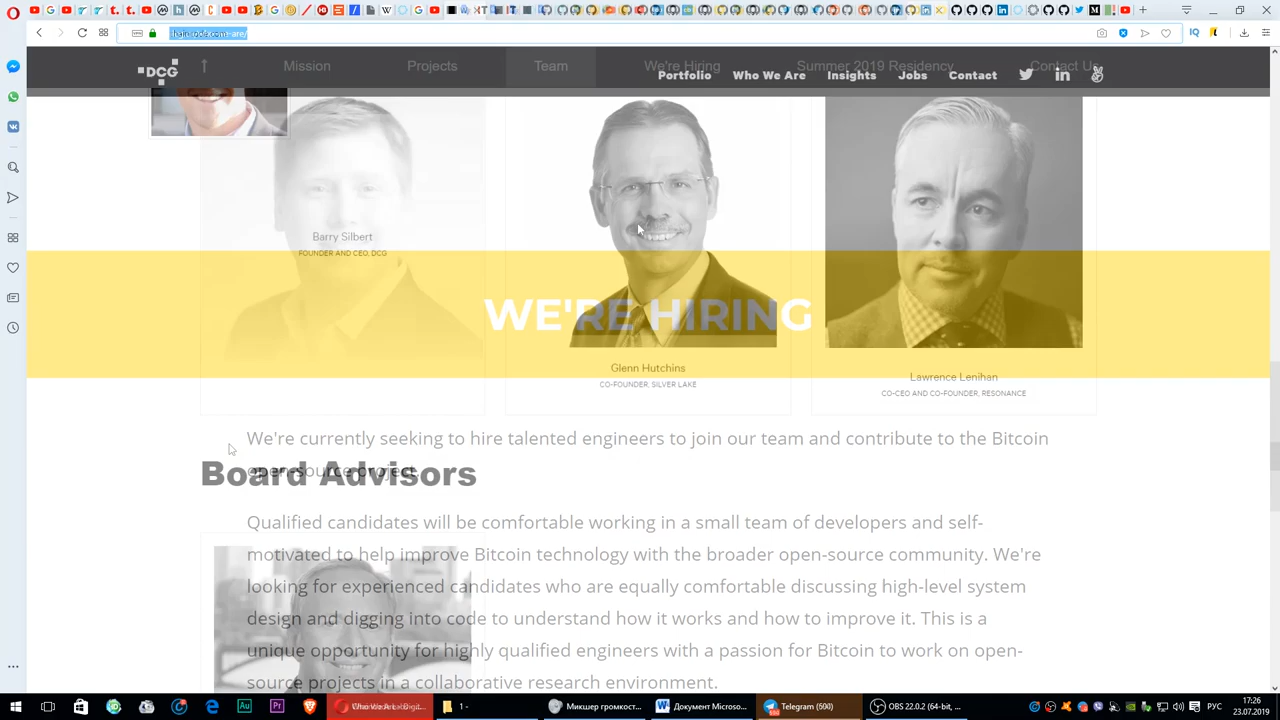 DCG
Mission Projects Team We're Hiring Summer 2019 Residency Contact Us
Portfolio Who We Are Insights Jobs Contact
Barry Silbert
FOUNDER AND CEO, DCG
WE'RE HIRING
Glenn Hutchins
CO-FOUNDER, SILVER LAKE
Lawrence Lenihan
CO-CEO AND CO-FOUNDER, RESONANCE
We're currently seeking to hire talented engineers to join our team and contribute to the Bitcoin
open-source project.
Board Advisors
Qualified candidates will be comfortable working in a small team of developers and self-
motivated to help improve Bitcoin technology with the broader open-source community. We're
looking for experienced candidates who are equally comfortable discussing high-level system
design and digging into code to understand how it works and how to improve it. This is a
unique opportunity for highly qualified engineers with a passion for Bitcoin to work on open-
source projects in a collaborative research environment.
1 -
Микшер громкост...
Документ Microso...
Telegram (500)
OBS 22.0.2 (64-bit, ...
РУС
17:26
23.07.2019